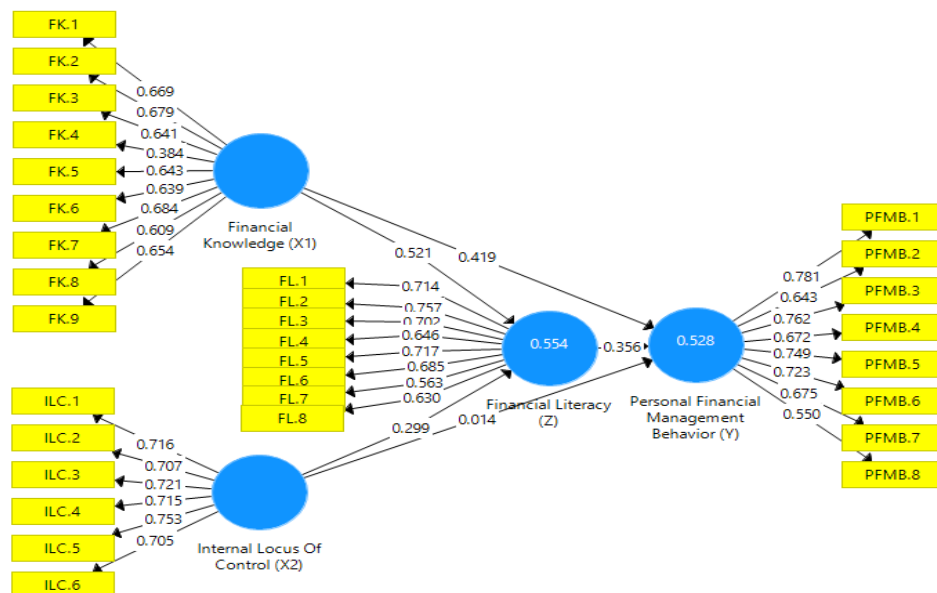 FK.1
FK.2
FK.3
FK.4
FK.5
FK.6
FK.7
FK.8
FK.9
0.669
0.679
0.641
0.384
0.643
0.639
0.684
0.609
0.654
Financial
Knowledge (X1)
0.521
0.419
FL.1
FL.2
FL.3
FL.4
FL.5
FL.6
FL.7
FL.8
0.714
0.757
0.702
0.646
0.717
0.685
0.563
0.630
0.554
Financial Literacy
(Z)
0.356
0.528
Personal Financial
Management
Behavior (Y)
0.299
0.014
ILC.1
ILC.2
ILC.3
ILC.4
ILC.5
ILC.6
0.716
0.707
0.721
0.715
0.753
0.705
Internal Locus Of
Control (X2)
0.781
0.643
0.762
0.672
0.749
0.723
0.675
0.550
PFMB.1
PFMB.2
PFMB.3
PFMB.4
PFMB.5
PFMB.6
PFMB.7
PFMB.8